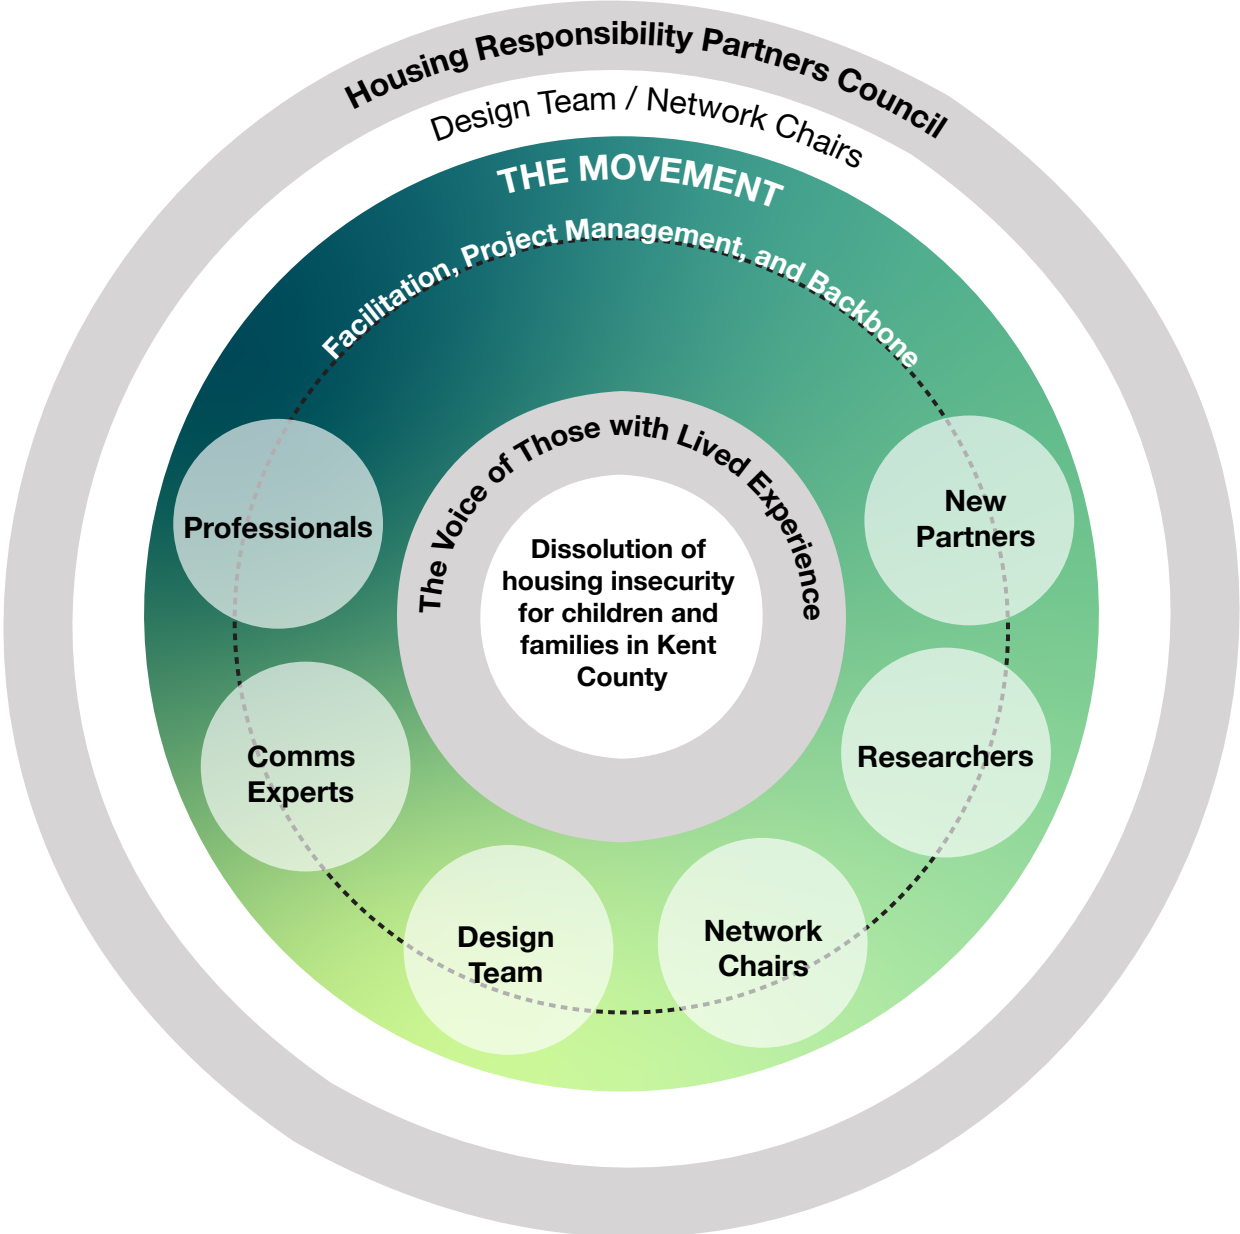 Housing Responsibility Partners Council
Design Team / Network Chairs
THE MOVEMENT
Facilitation, Project Management, and Backbone
The Voice of Those with Lived Experience
Dissolution of
housing insecurity
for children and
families in Kent
County
Professionals
New
Partners
Comms
Experts
Researchers
Design
Team
Network
Chairs